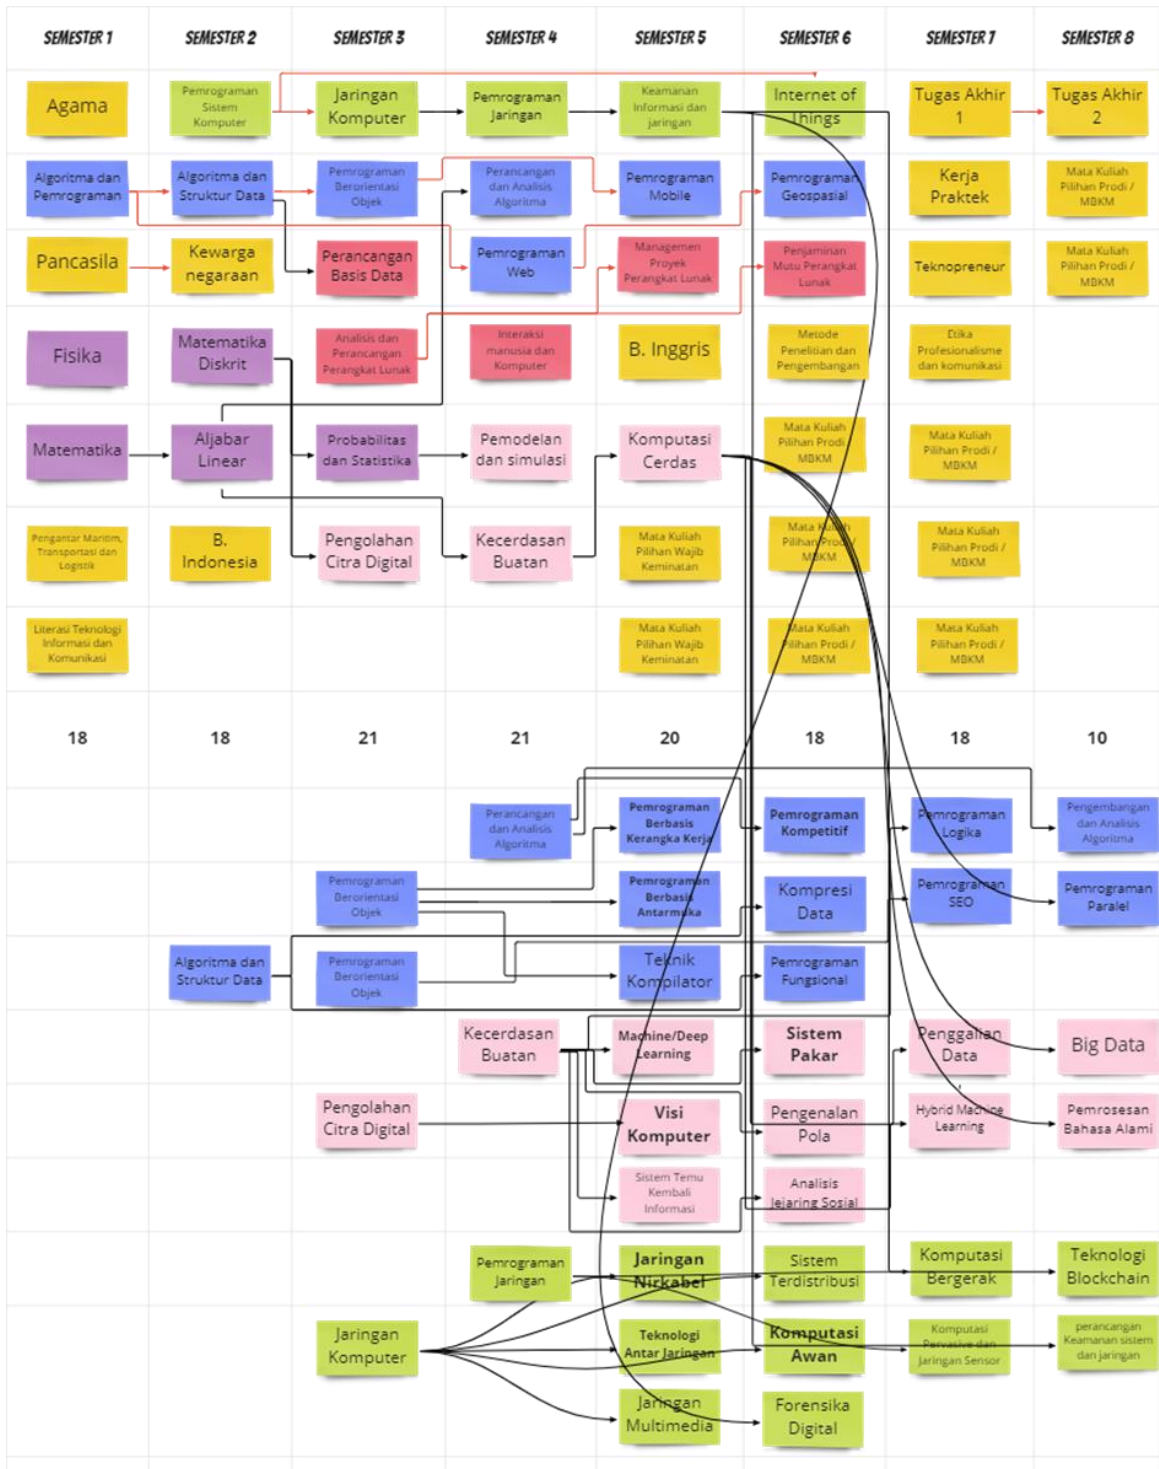 SEMESTER 1
SEMESTER 2
SEMESTER 3
SEMESTER 4
SEMESTER 5
SEMESTER 6
SEMESTER 7
SEMESTER 8
Agama
Pemrograman
Sistem
Komputer
Jaringan
Komputer
Pemrograman
Jaringan
Keamanan
Informasi dan
jaringan
Internet of
Things
Tugas Akhir
1
Tugas Akhir
2
Algoritma dan
Pemrograman
Algoritma dan
Struktur Data
Pemrograman
Berorientasi
Objek
Perancangan
dan Analisis
Algoritma
Pemrograman
Mobile
Pemrograman
Geospasial
Kerja
Praktek
Mata Kuliah
Pilihan Prodi /
MBKM
Pancasila
Kewarga
negaraan
Perancangan
Basis Data
Pemrograman
Web
Managemen
Proyek
Perangkat Lunak
Penjaminan
Mutu Perangkat
Lunak
Teknopreneur
Mata Kuliah
Pilihan Prodi /
MBKM
Fisika
Matematika
Diskrit
Analisis dan
Perancangan
Perangkat Lunak
Interaksi
manusia dan
Komputer
B. Inggris
Metode
Penelitian dan
Pengembangan
Etika
Profesionalisme
dan komunikasi
Matematika
Aljabar
Linear
Probabilitas
dan Statistika
Pemodelan
dan simulasi
Komputasi
Cerdas
Mata Kuliah
Pilihan Prodi /
MBKM
Mata Kuliah
Pilihan Prodi /
MBKM
Pengantar Maritim,
Transportasi dan
Logistik
B.
Indonesia
Pengolahan
Citra Digital
Kecerdasan
Buatan
Mata Kuliah
Pilihan Wajib
Keminatan
Mata Kuliah
Pilihan Prodi /
MBKM
Mata Kuliah
Pilihan Prodi /
MBKM
Literasi Teknologi
Informasi dan
Komunikasi
Mata Kuliah
Pilihan Wajib
Keminatan
Mata Kuliah
Pilihan Prodi /
MBKM
Mata Kuliah
Pilihan Prodi /
MBKM
18
18
21
21
20
18
18
10
Perancangan
dan Analisis
Algoritma
Pemrograman
Berbasis
Kerangka Kerja
Pemrograman
Kompetitif
Pemrograman
Logika
Pengembangan
dan Analisis
Algoritma
Pemrograman
Berorientasi
Objek
Pemrograman
Berbasis
Antarmuka
Kompresi
Data
Pemrograman
SEO
Pemrograman
Paralel
Algoritma dan
Struktur Data
Pemrograman
Berorientasi
Objek
Teknik
Kompilator
Pemrograman
Fungsional
Kecerdasan
Buatan
Machine/Deep
Learning
Sistem
Pakar
Penggalian
Data
Big Data
Pengolahan
Citra Digital
Visi
Komputer
Pengenalan
Pola
Hybrid Machine
Learning
Pemrosesan
Bahasa Alami
Sistem Temu
Kembali
Informasi
Analisis
Jejaring Sosial
Pemrograman
Jaringan
Jaringan
Nirkabel
Sistem
Terdistribusi
Komputasi
Bergerak
Teknologi
Blockchain
Jaringan
Komputer
Teknologi
Antar Jaringan
Komputasi
Awan
Komputasi
Pervasive dan
Jaringan Sensor
perancangan
Keamanan sistem
dan jaringan
Jaringan
Multimedia
Forensika
Digital